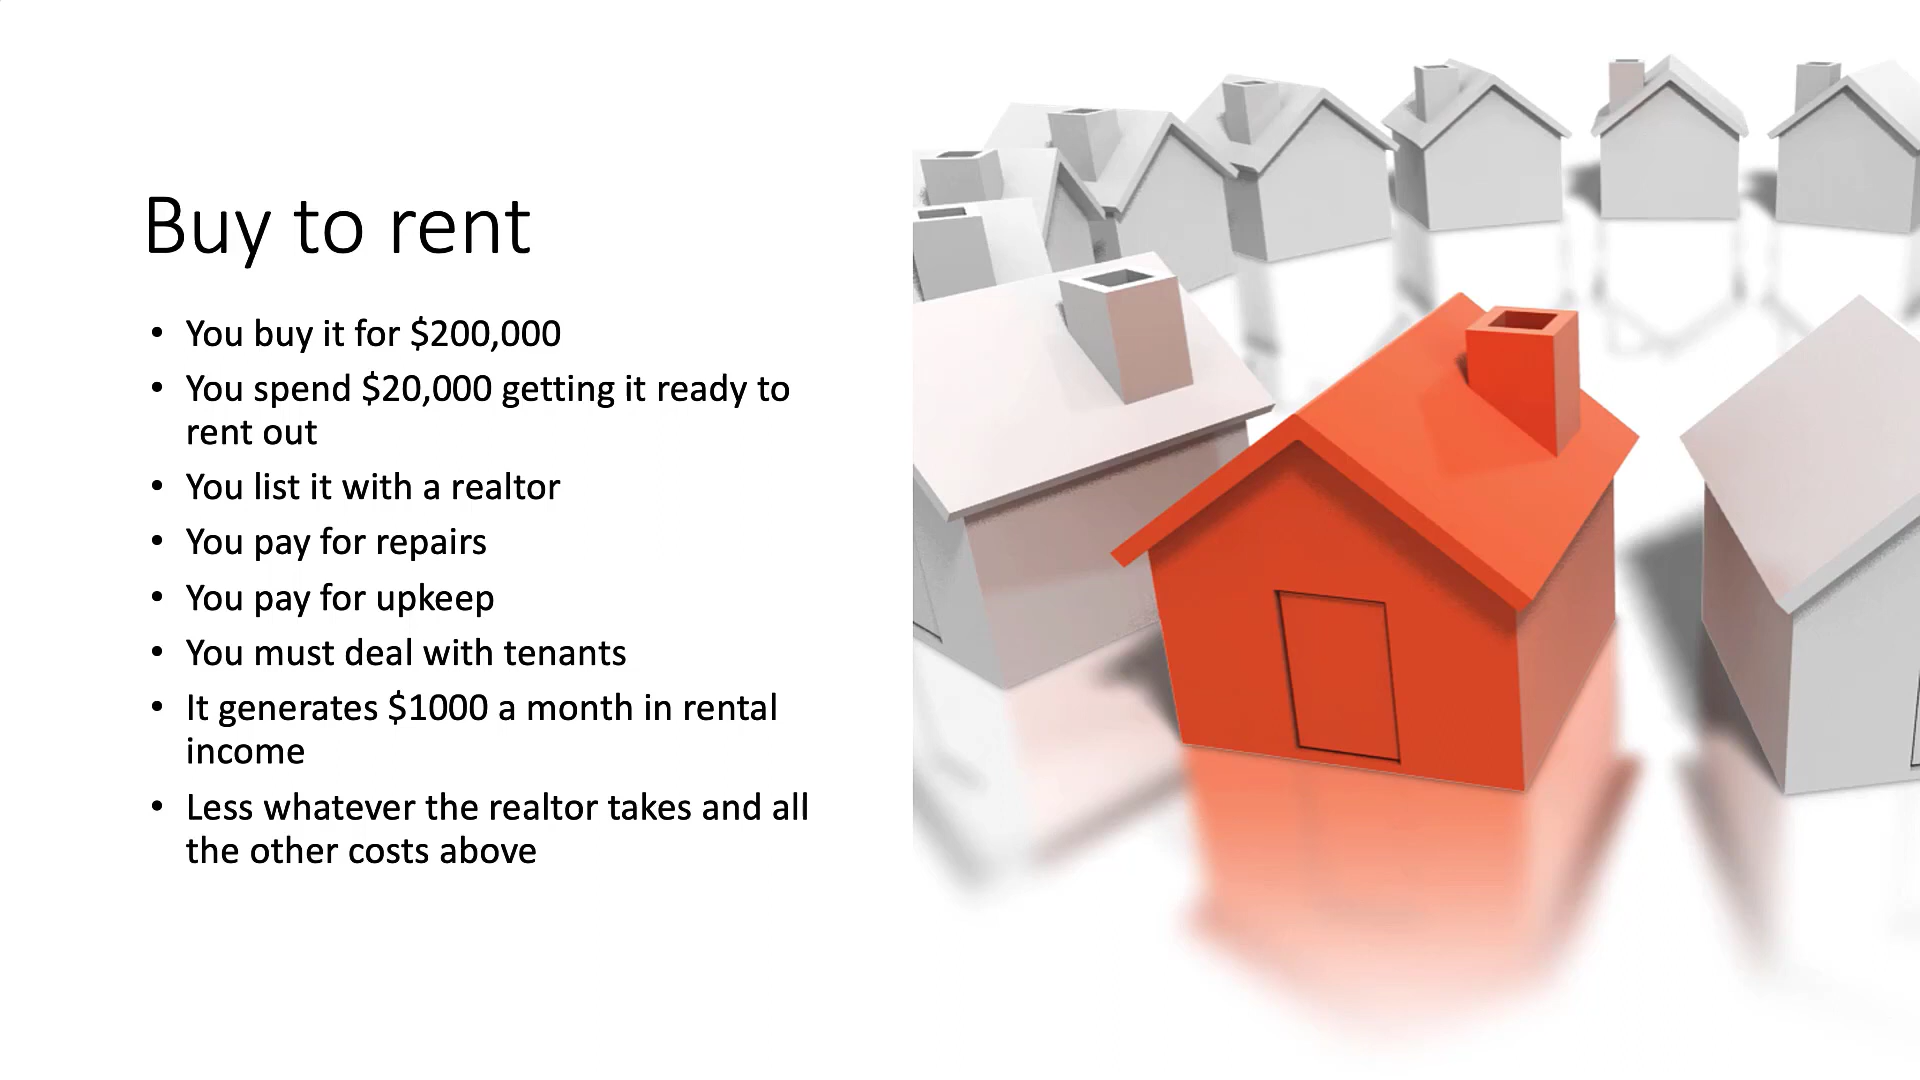 Buy to rent
• You buy it for $200,000
• You spend $20,000 getting it ready to
rent out
• You list it with a realtor
• You pay for repairs
• You pay for upkeep
• You must deal with tenants
• It generates $1000 a month in rental
income
• Less whatever the realtor takes and all
the other costs above